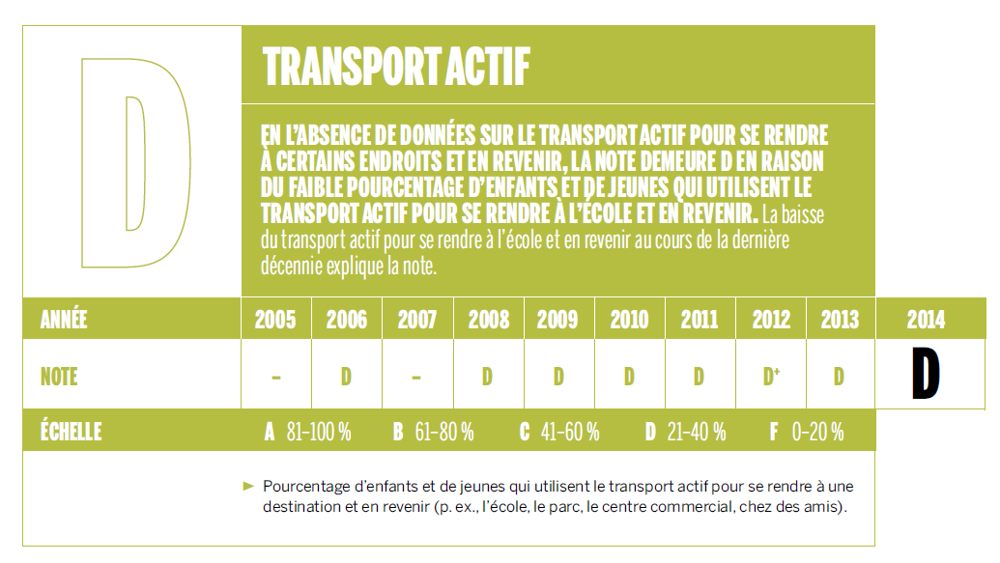 D
TRANSPORT ACTIF
EN L'ABSENCE DE DONNÉES SUR LE TRANSPORT ACTIF POUR SE RENDRE
À CERTAINS ENDROITS ET EN REVENIR, LA NOTE DEMEURE D EN RAISON
DU FAIBLE POURCENTAGE D'ENFANTS ET DE JEUNES QUI UTILISENT LE
TRANSPORT ACTIF POUR SE RENDRE À L'ÉCOLE ET EN REVENIR. La baisse
du transport actif pour se rendre à l'école et en revenir au cours de la dernière
décennie explique la note.
ANNÉE 2005 2006 2007 2008 2009 2010 2011 2012 2013 2014
NOTE – D – D D D D D+ D D
ÉCHELLE A 81–100 % B 61–80 % C 41–60 % D 21–40 % F 0–20 %
► Pourcentage d'enfants et de jeunes qui utilisent le transport actif pour se rendre à une
destination et en revenir (p. ex., l'école, le parc, le centre commercial, chez des amis).